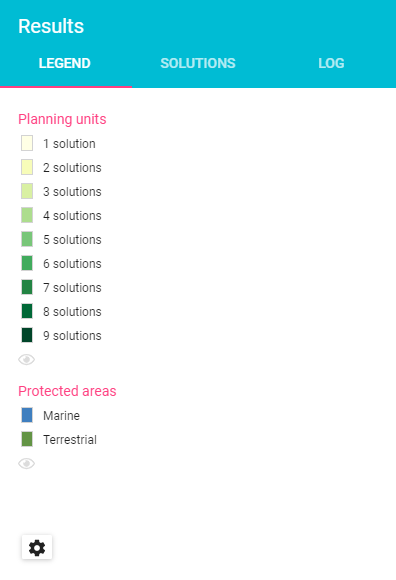 Results
LEGEND SOLUTIONS LOG
Planning units
1 solution
2 solutions
3 solutions
4 solutions
5 solutions
6 solutions
7 solutions
8 solutions
9 solutions
Protected areas
Marine
Terrestrial